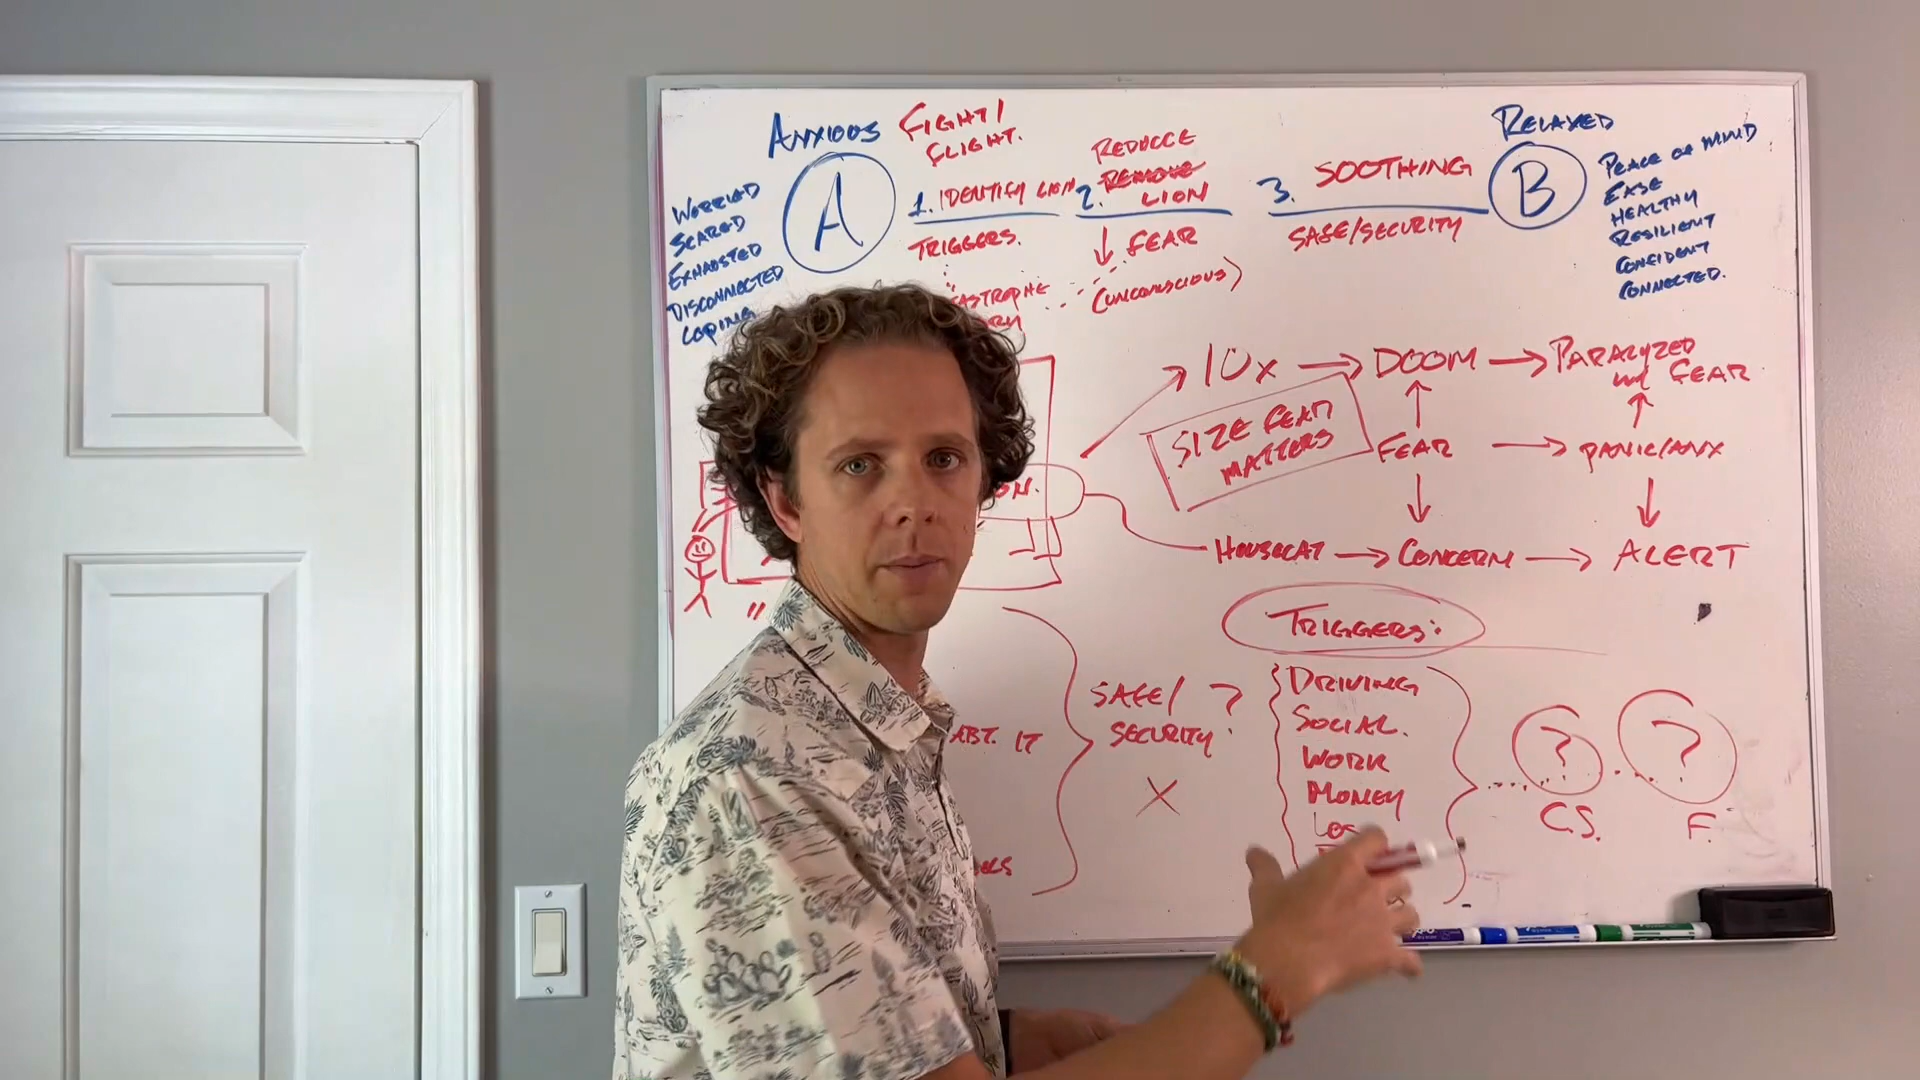 ANXIOUS
FIGHT/
FLIGHT.
WORRIED
SCARED
EXHAUSTED
DISCONNECTED
COPING
A
1. IDENTIFY LION
TRIGGERS.
REDUCE
2. REMOVE
LION
↓ FEAR
(UNCONSCIOUS)
3. SOOTHING
SAFE/SECURITY
RELAXED
B
PEACE OF MIND
EASE
HEALTHY
RESILIENT
CONFIDENT
CONNECTED.
→ 10x → DOOM → PARALYZED
w/ FEAR
SIZE FEAR
MATTERS
FEAR → PANIC/ANX
HOUSECAT → CONCERN → ALERT
TRIGGERS:
ABT. IT
SAFE/
SECURITY ?
X
DRIVING
SOCIAL.
WORK
MONEY
? ?
C.S. F.